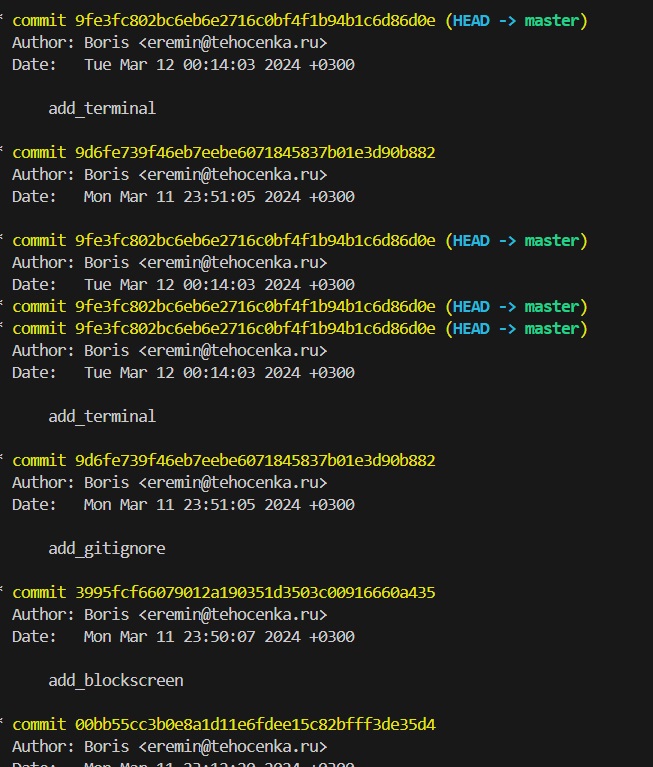 * commit 9fe3fc802bc6eb6e2716c0bf4f1b94b1c6d86d0e (HEAD -> master)
Author: Boris <eremin@tehocenka.ru>
Date:   Tue Mar 12 00:14:03 2024 +0300
add_terminal
* commit 9d6fe739f46eb7eebe6071845837b01e3d90b882
Author: Boris <eremin@tehocenka.ru>
Date:   Mon Mar 11 23:51:05 2024 +0300
* commit 9fe3fc802bc6eb6e2716c0bf4f1b94b1c6d86d0e (HEAD -> master)
Author: Boris <eremin@tehocenka.ru>
Date:   Tue Mar 12 00:14:03 2024 +0300
* commit 9fe3fc802bc6eb6e2716c0bf4f1b94b1c6d86d0e (HEAD -> master)
* commit 9fe3fc802bc6eb6e2716c0bf4f1b94b1c6d86d0e (HEAD -> master)
Author: Boris <eremin@tehocenka.ru>
Date:   Tue Mar 12 00:14:03 2024 +0300
add_terminal
* commit 9d6fe739f46eb7eebe6071845837b01e3d90b882
Author: Boris <eremin@tehocenka.ru>
Date:   Mon Mar 11 23:51:05 2024 +0300
add_gitignore
* commit 3995fcf66079012a190351d3503c00916660a435
Author: Boris <eremin@tehocenka.ru>
Date:   Mon Mar 11 23:50:07 2024 +0300
add_blockscreen
* commit 00bb55cc3b0e8a1d11e6fdee15c82bfff3de35d4
Author: Boris <eremin@tehocenka.ru>